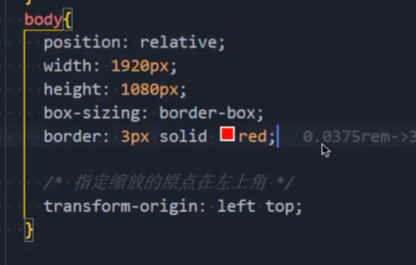 body{
position: relative;
width: 1920px;
height: 1080px;
box-sizing: border-box;
border: 3px solid red; 0.0375rem->3
/* 指定缩放的原点在左上角 */
transform-origin: left top;
}